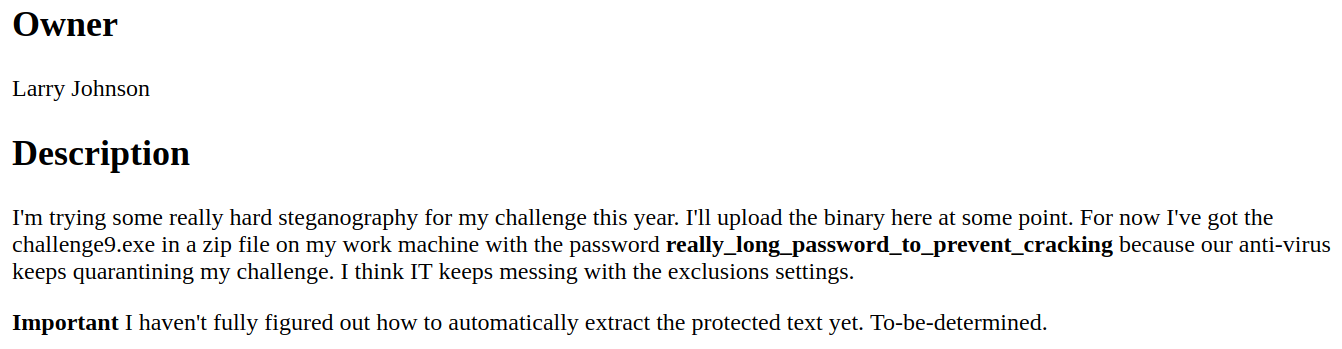 Owner
Larry Johnson
Description
I'm trying some really hard steganography for my challenge this year. I'll upload the binary here at some point. For now I've got the
challenge9.exe in a zip file on my work machine with the password really_long_password_to_prevent_cracking because our anti-virus
keeps quarantining my challenge. I think IT keeps messing with the exclusions settings.
Important I haven't fully figured out how to automatically extract the protected text yet. To-be-determined.